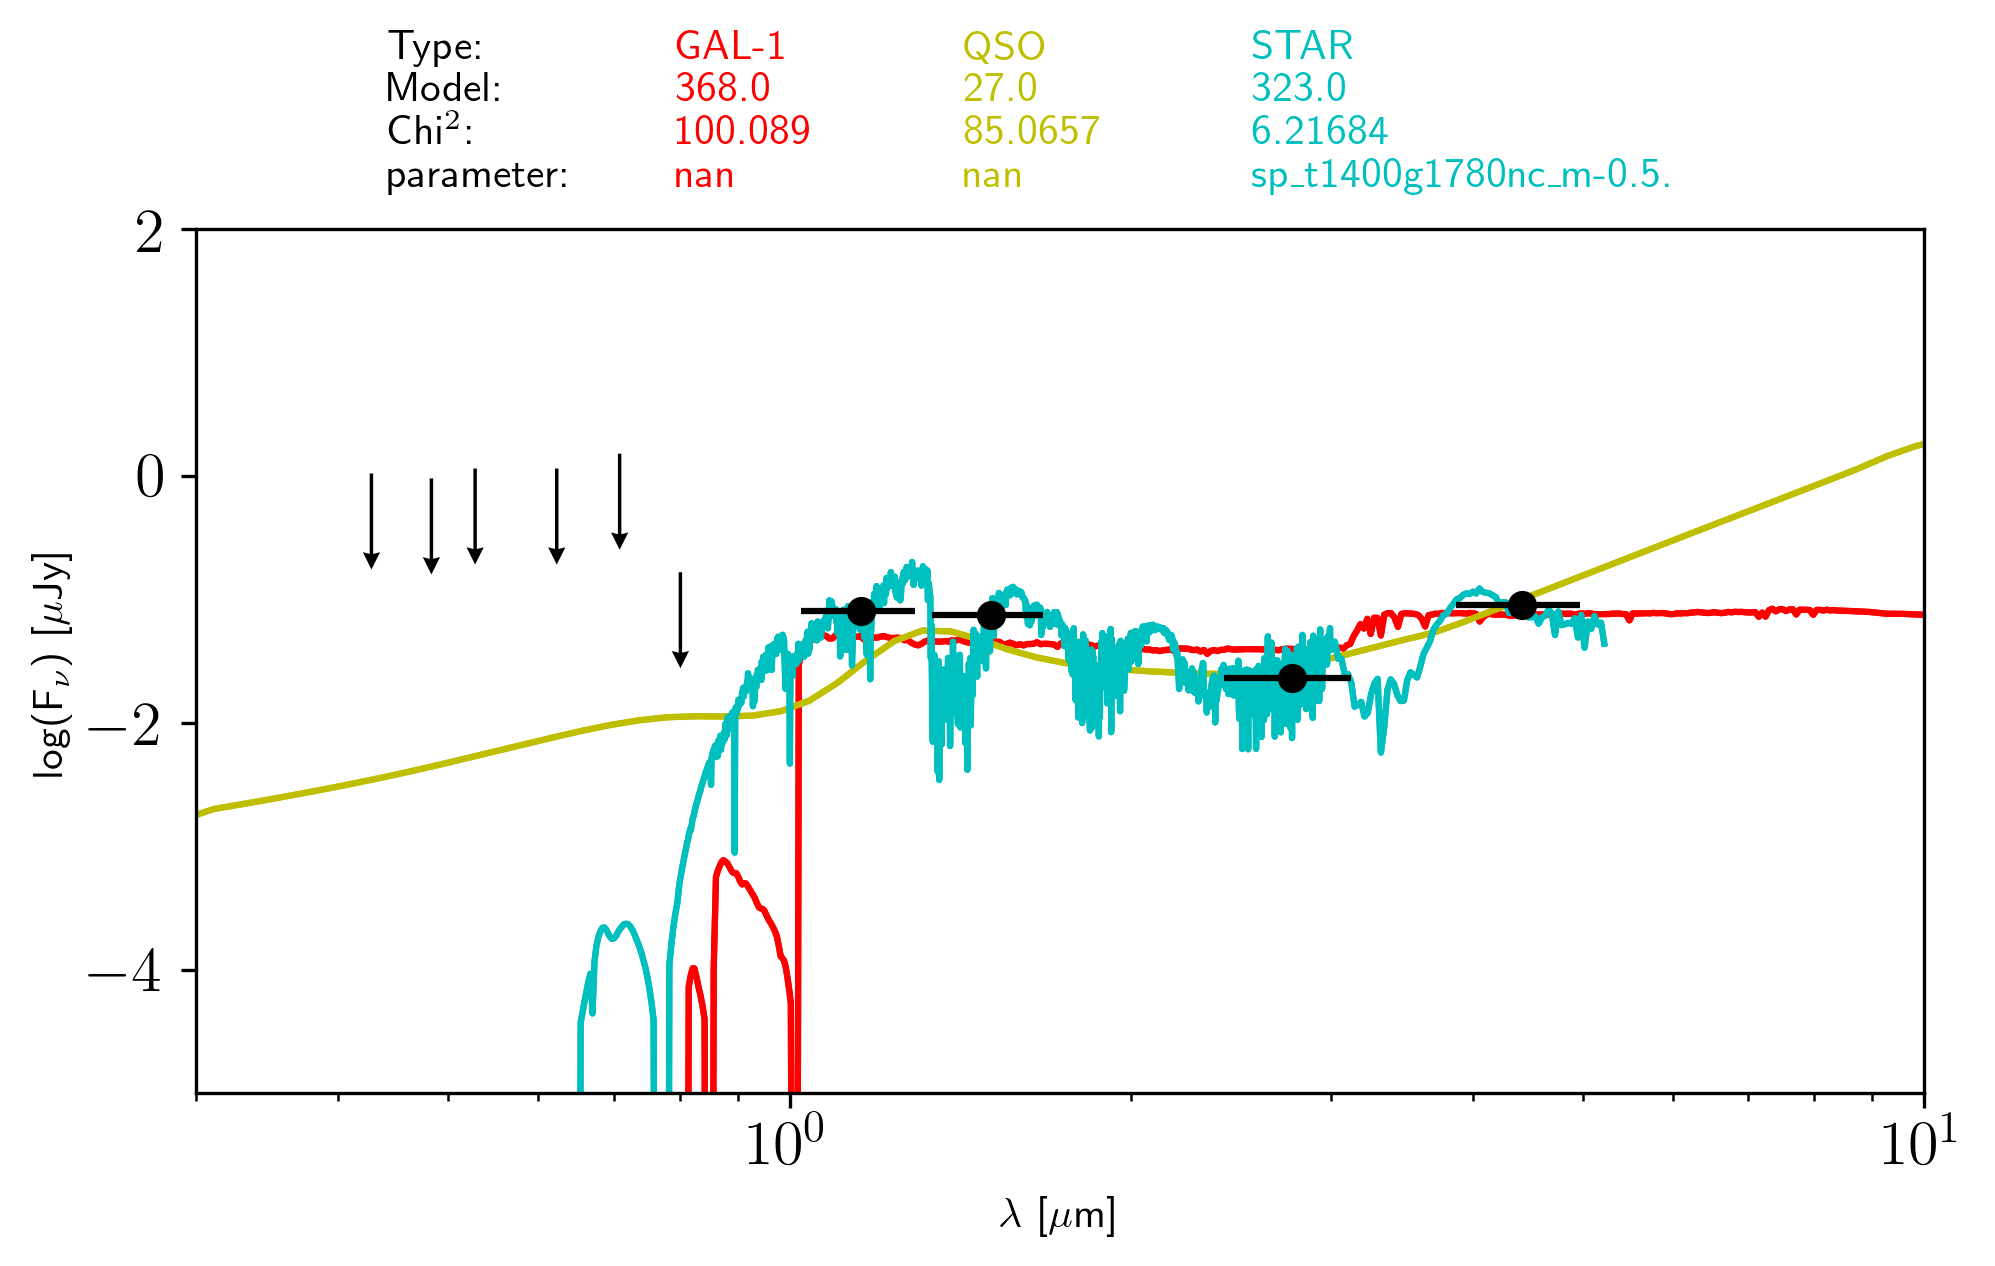 Type: GAL-1 QSO STAR
Model: 368.0 27.0 323.0
Chi²: 100.089 85.0657 6.21684
parameter: nan nan sp_t1400g1780nc_m-0.5.
2
0
−2
−4
log(Fν) [μJy]
10⁰ 10¹
λ [μm]